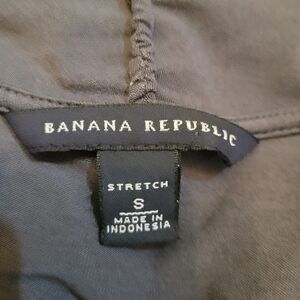 BANANA REPUBLIC
STRETCH
S
MADE IN
INDONESIA